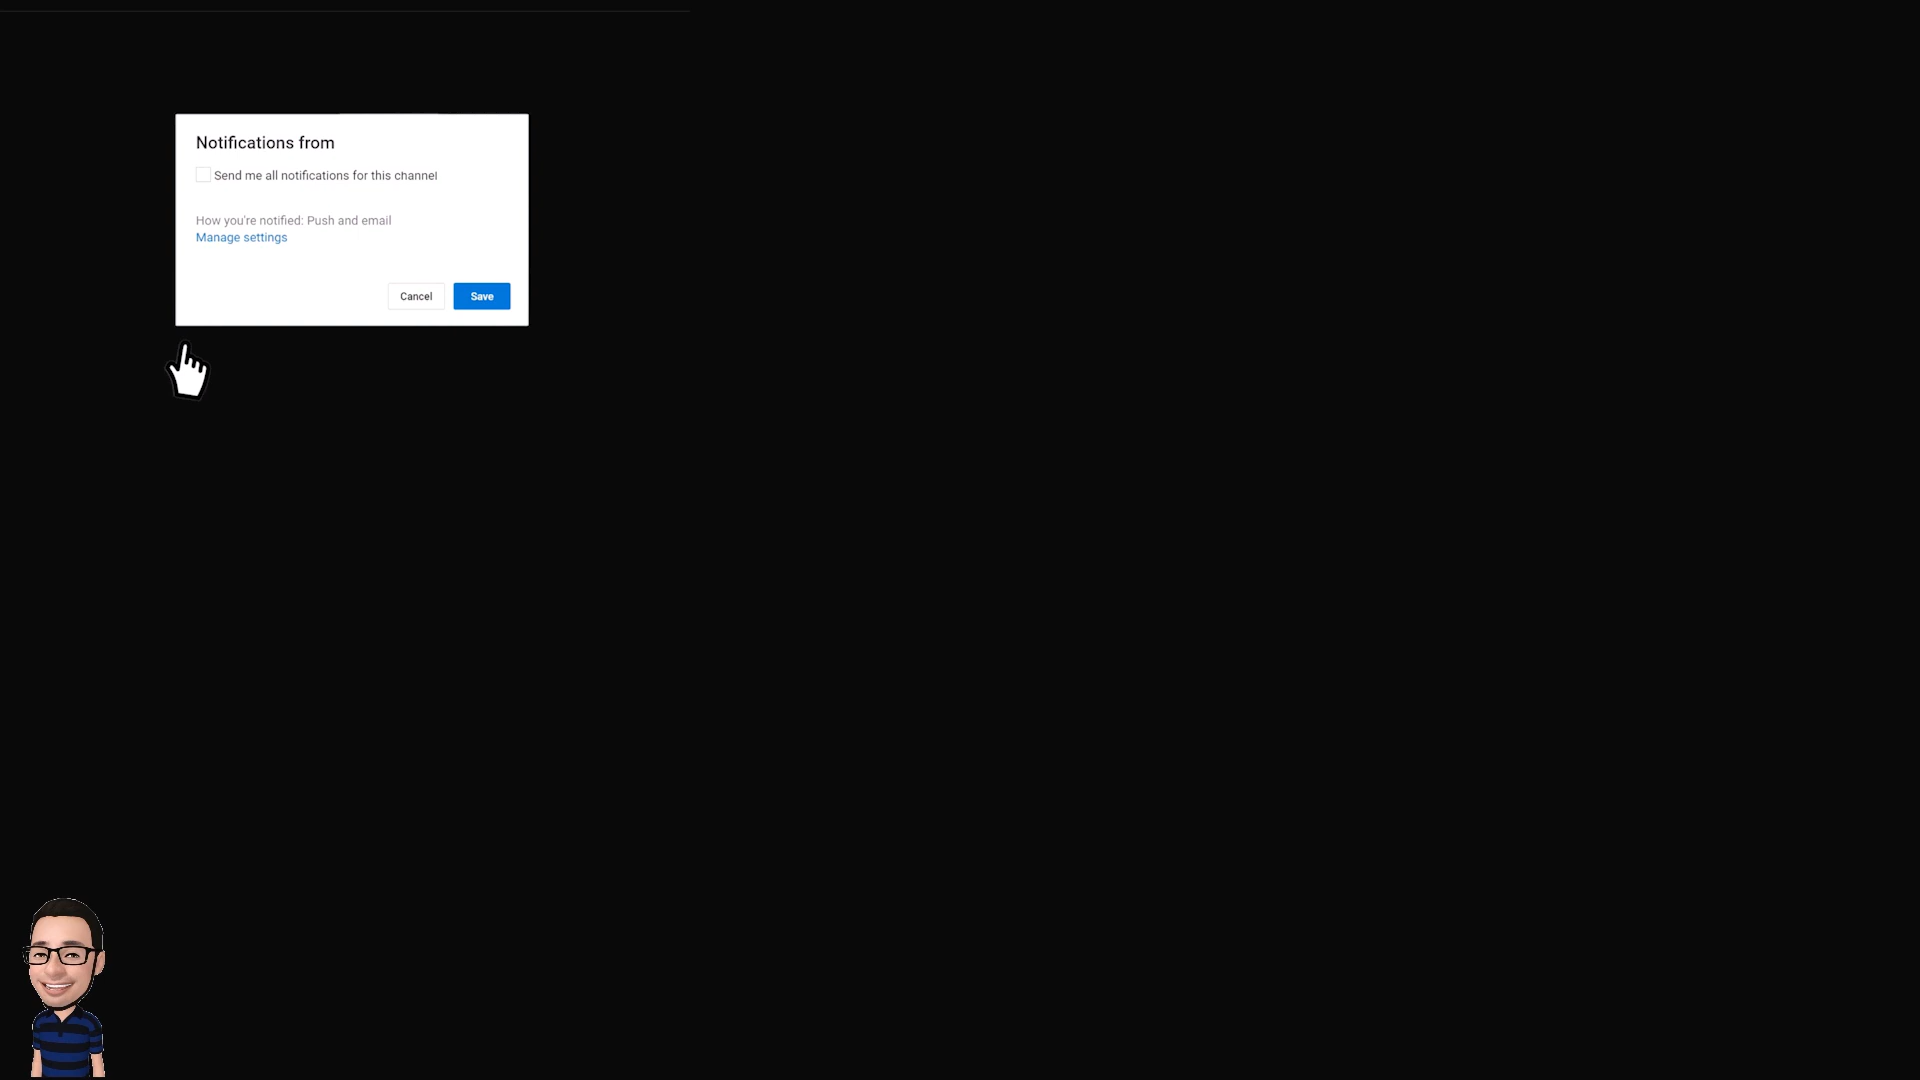 Notifications from
Send me all notifications for this channel
How you're notified: Push and email
Manage settings
Cancel
Save